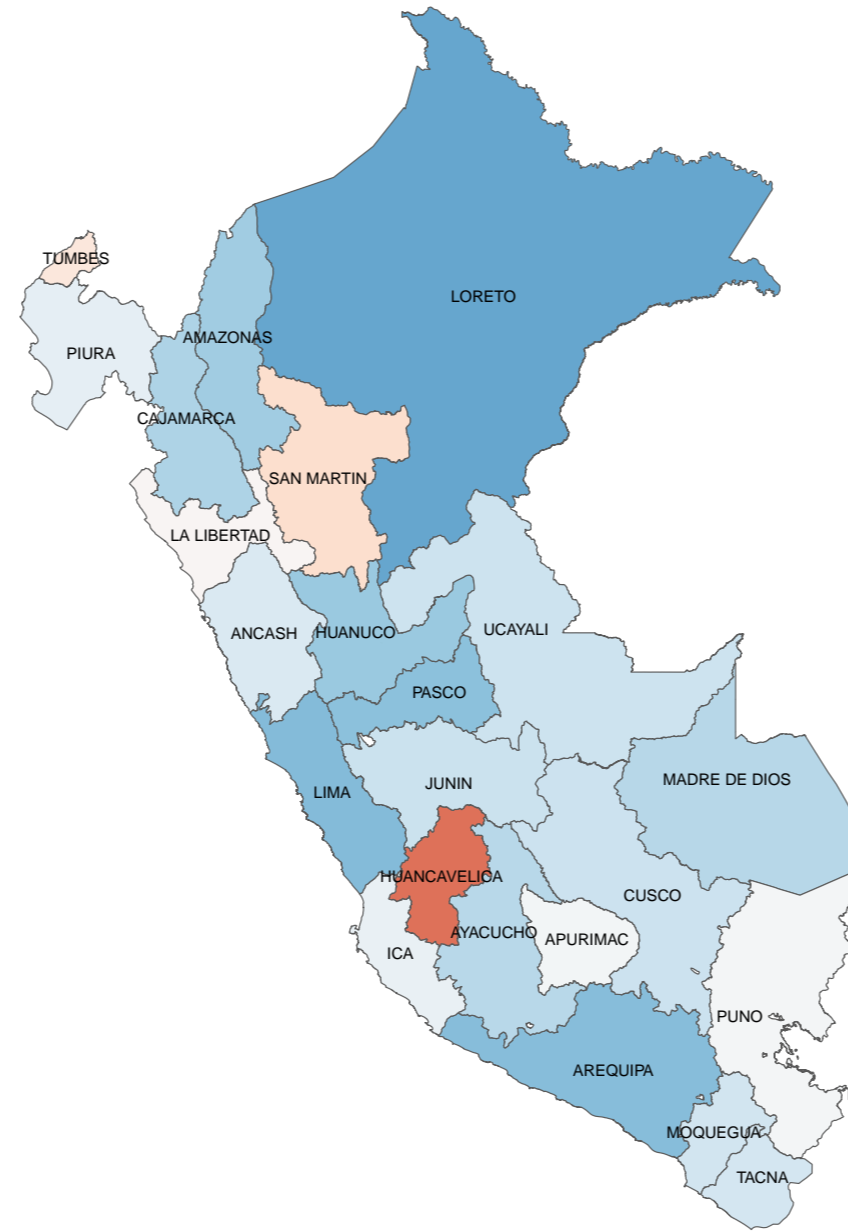 TUMBES
LORETO
AMAZONAS
PIURA
CAJAMARCA
SAN MARTIN
LA LIBERTAD
ANCASH
HUANUCO
UCAYALI
PASCO
MADRE DE DIOS
JUNIN
LIMA
HUANCAVELICA
CUSCO
AYACUCHO
APURIMAC
ICA
PUNO
AREQUIPA
MOQUEGUA
TACNA